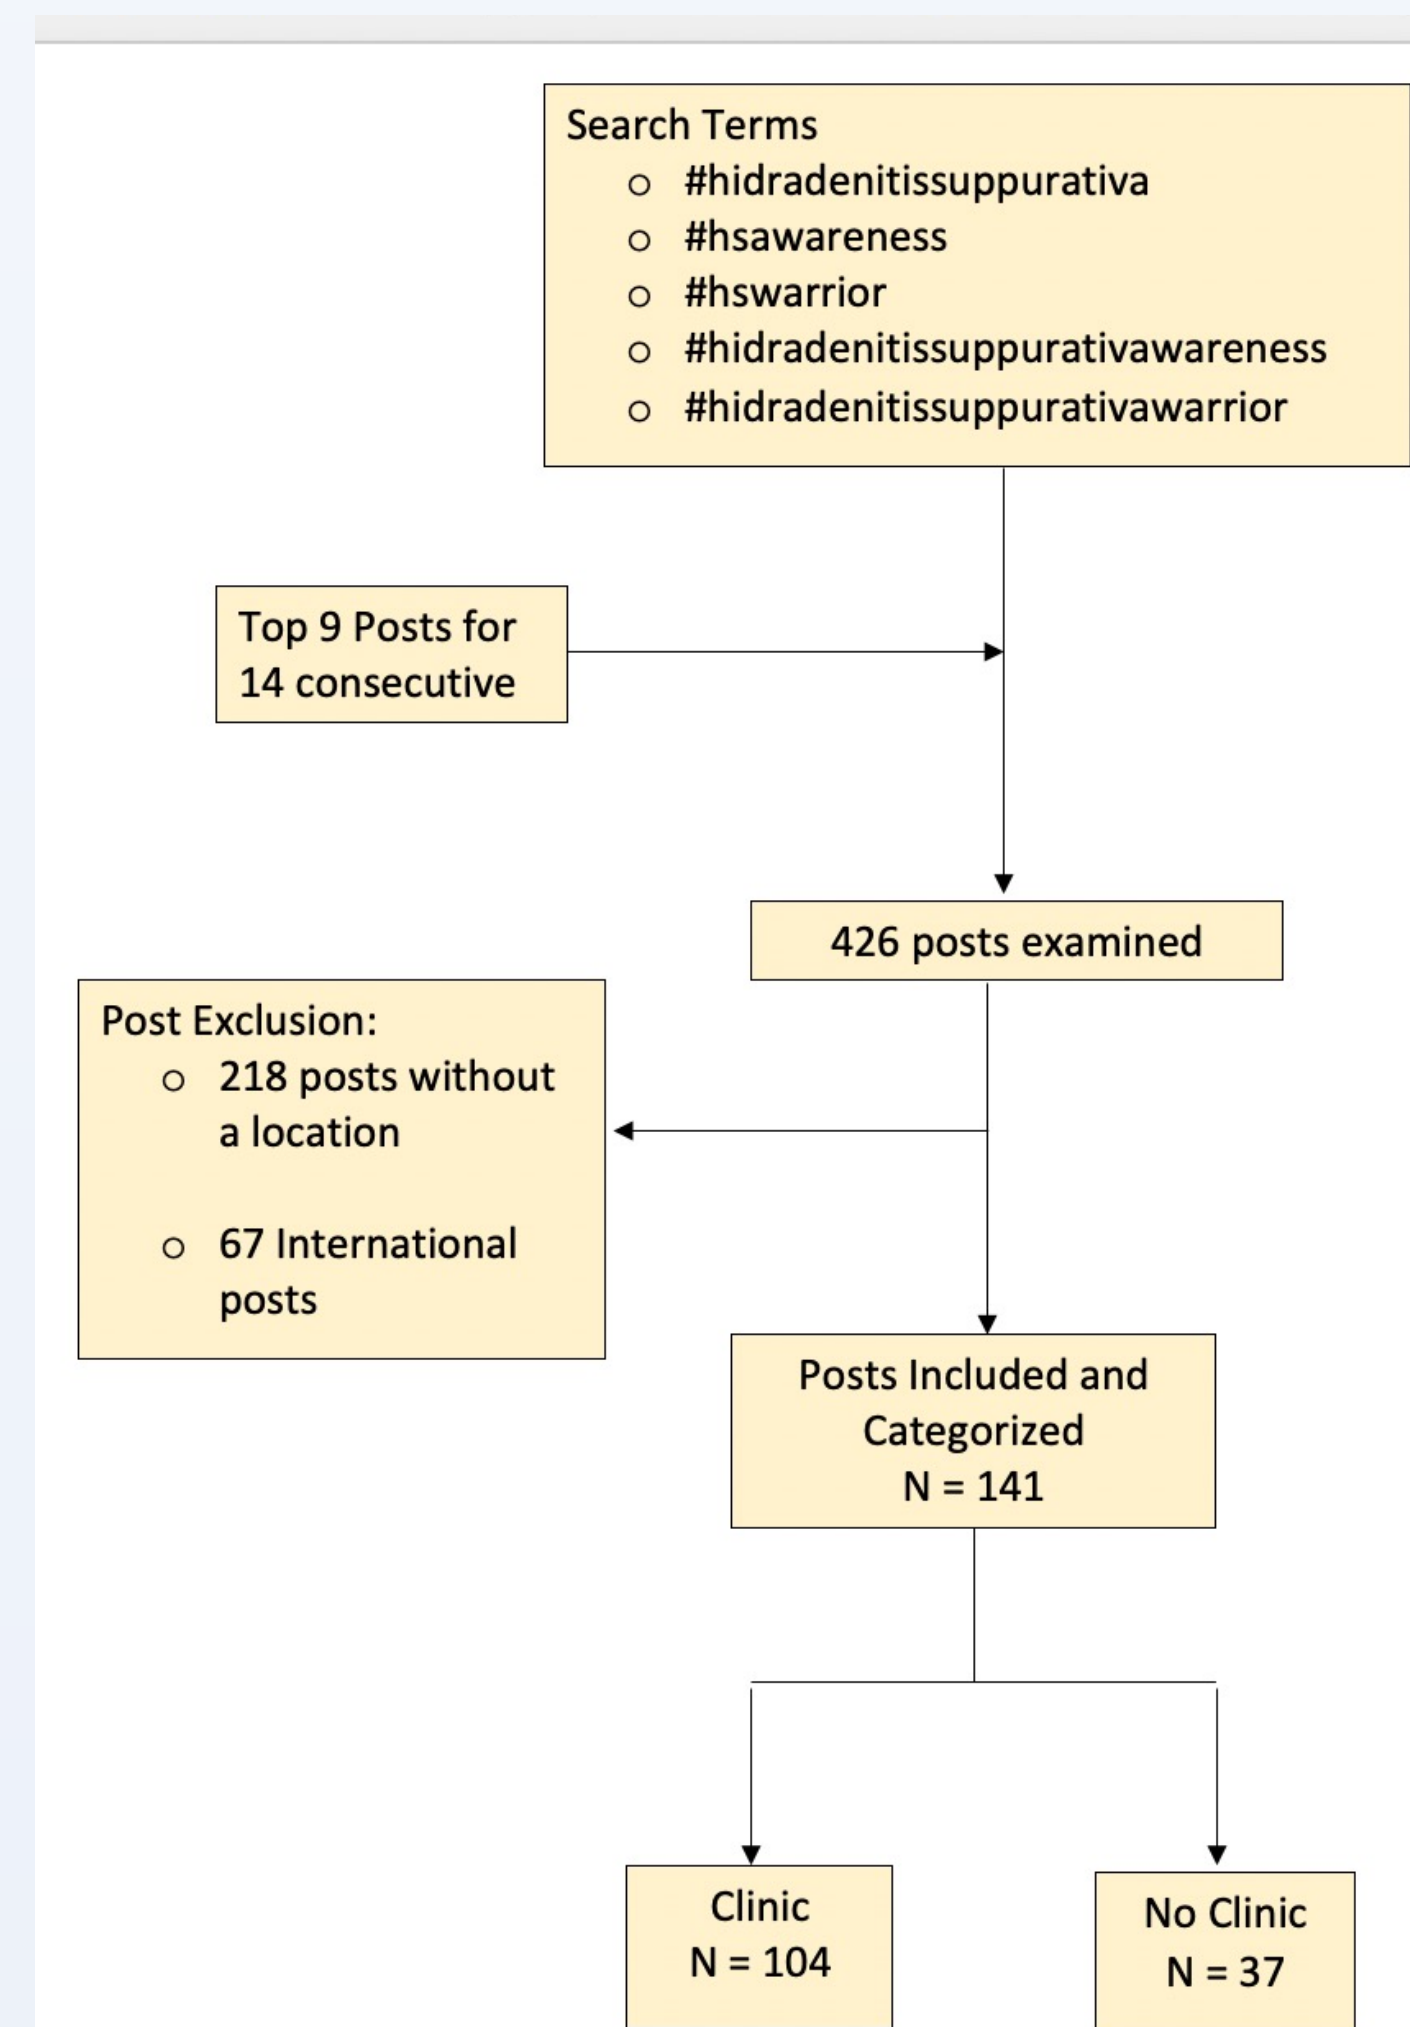 Search Terms
○ #hidradenitissuppurativa
○ #hsawareness
○ #hswarrior
○ #hidradenitissuppurativawareness
○ #hidradenitissuppurativawarrior
Top 9 Posts for
14 consecutive
426 posts examined
Post Exclusion:
○ 218 posts without
a location
○ 67 International
posts
Posts Included and
Categorized
N = 141
Clinic
N = 104
No Clinic
N = 37